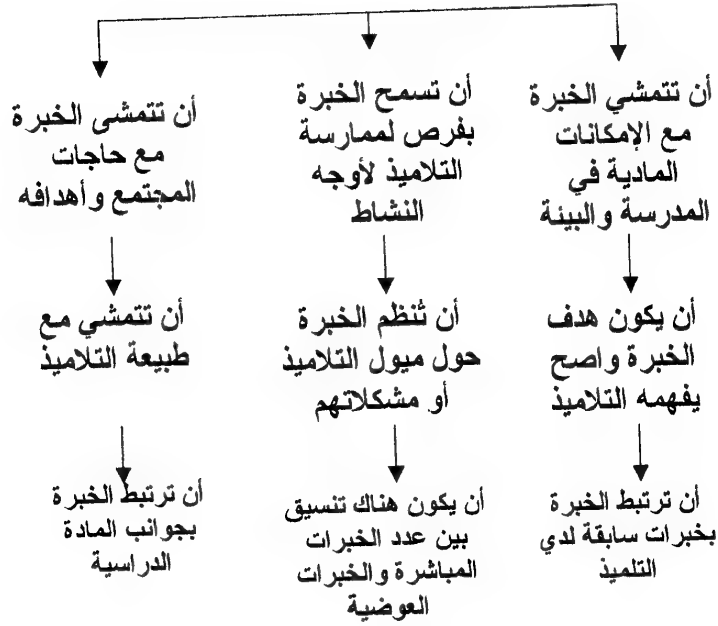 أن تتمشي الخبرة
مع الإمكانات
المادية في
المدرسة والبيئة
أن تسمح الخبرة
بفرص لممارسة
التلاميذ لأوجه
النشاط
أن تتمشى الخبرة
مع حاجات
المجتمع وأهدافه
أن يكون هدف
الخبرة واصح
يفهمه التلاميذ
أن تُنظم الخبرة
حول ميول التلاميذ
أو مشكلاتهم
أن تتمشي مع
طبيعة التلاميذ
أن ترتبط الخبرة
بخبرات سابقة لدي
التلميذ
أن يكون هناك تنسيق
بين عدد الخبرات
المباشرة والخبرات
العوضية
أن ترتبط الخبرة
بجوانب المادة
الدراسية